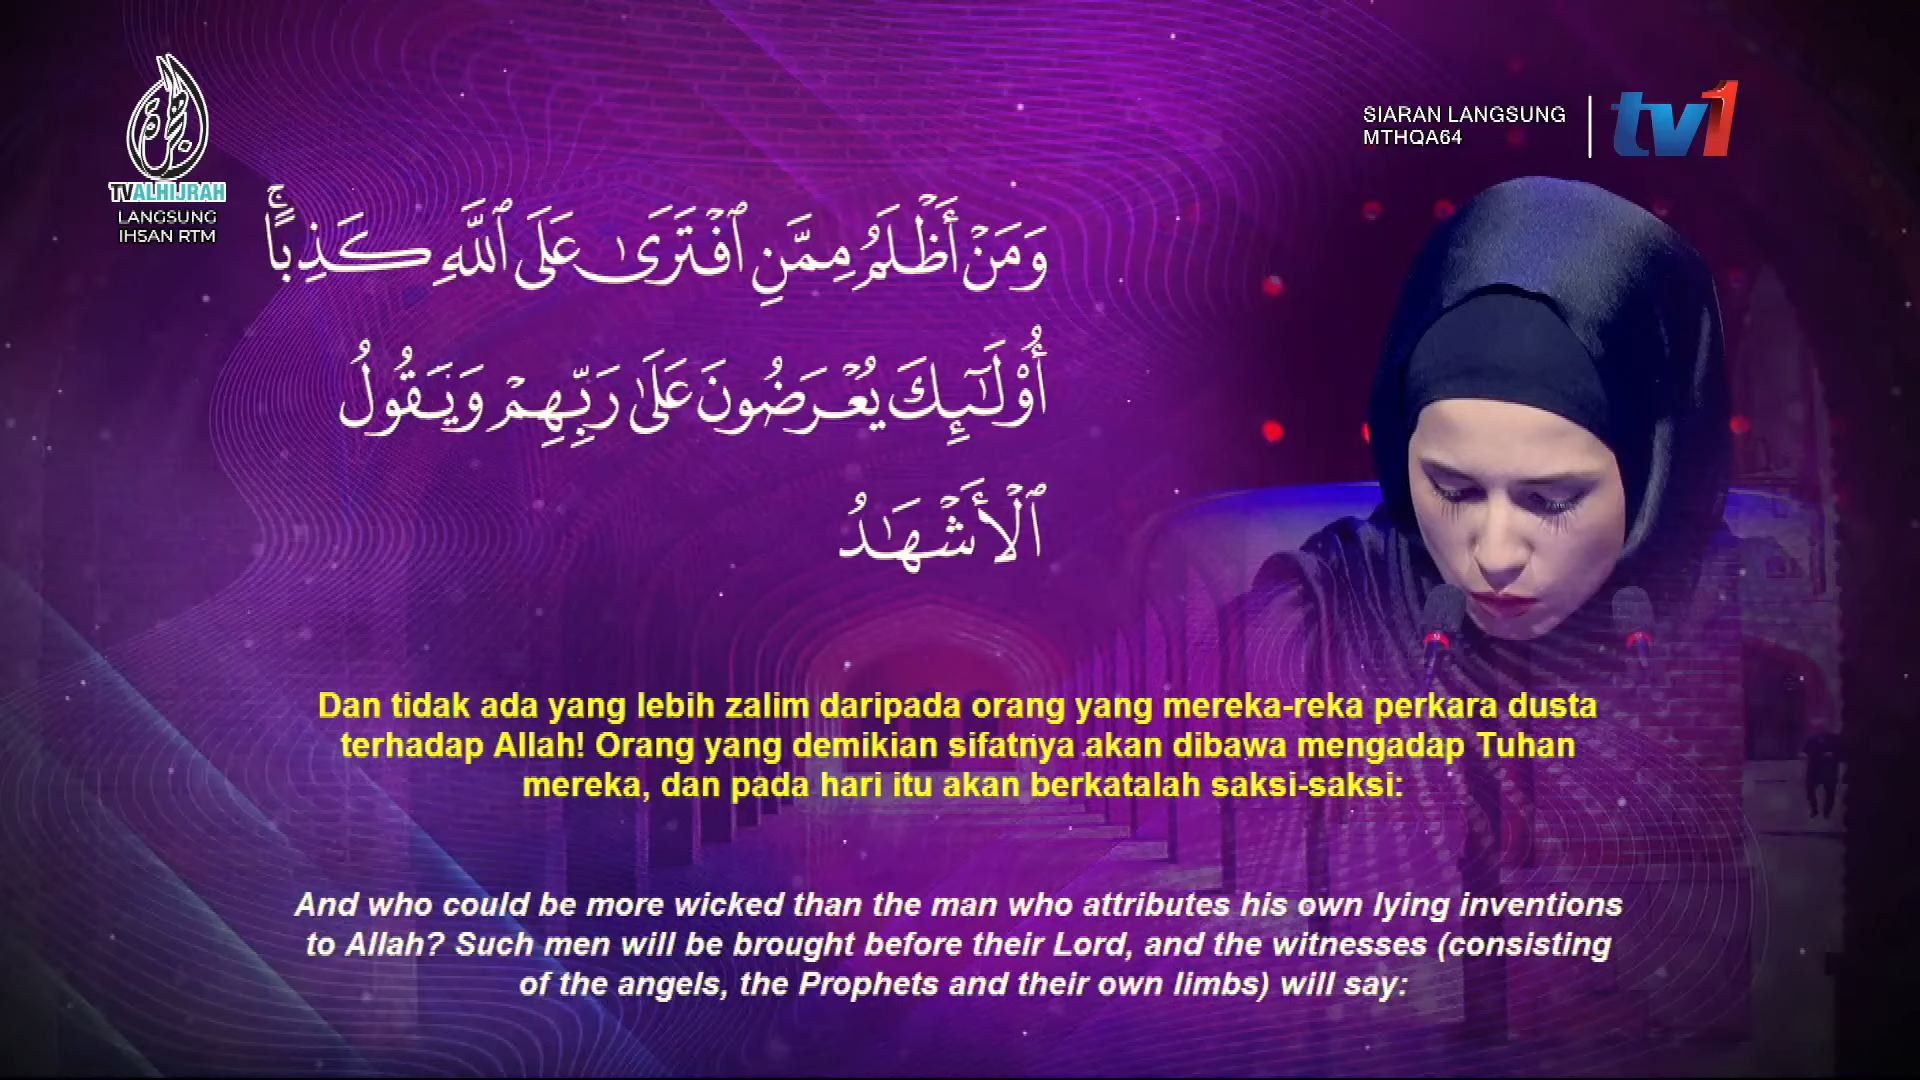 SIARAN LANGSUNG
MTHQA64
tv1
TVALHIJRAH
LANGSUNG
IHSAN RTM
وَمَنْ أَظْلَمُ مِمَّنِ ٱفْتَرَىٰ عَلَى ٱللَّهِ كَذِبًاۚ
أُوْلَٰٓئِكَ يُعْرَضُونَ عَلَىٰ رَبِّهِمْ وَيَقُولُ
ٱلْأَشْهَٰدُ
Dan tidak ada yang lebih zalim daripada orang yang mereka-reka perkara dusta
terhadap Allah! Orang yang demikian sifatnya akan dibawa mengadap Tuhan
mereka, dan pada hari itu akan berkatalah saksi-saksi:
And who could be more wicked than the man who attributes his own lying inventions
to Allah? Such men will be brought before their Lord, and the witnesses (consisting
of the angels, the Prophets and their own limbs) will say: